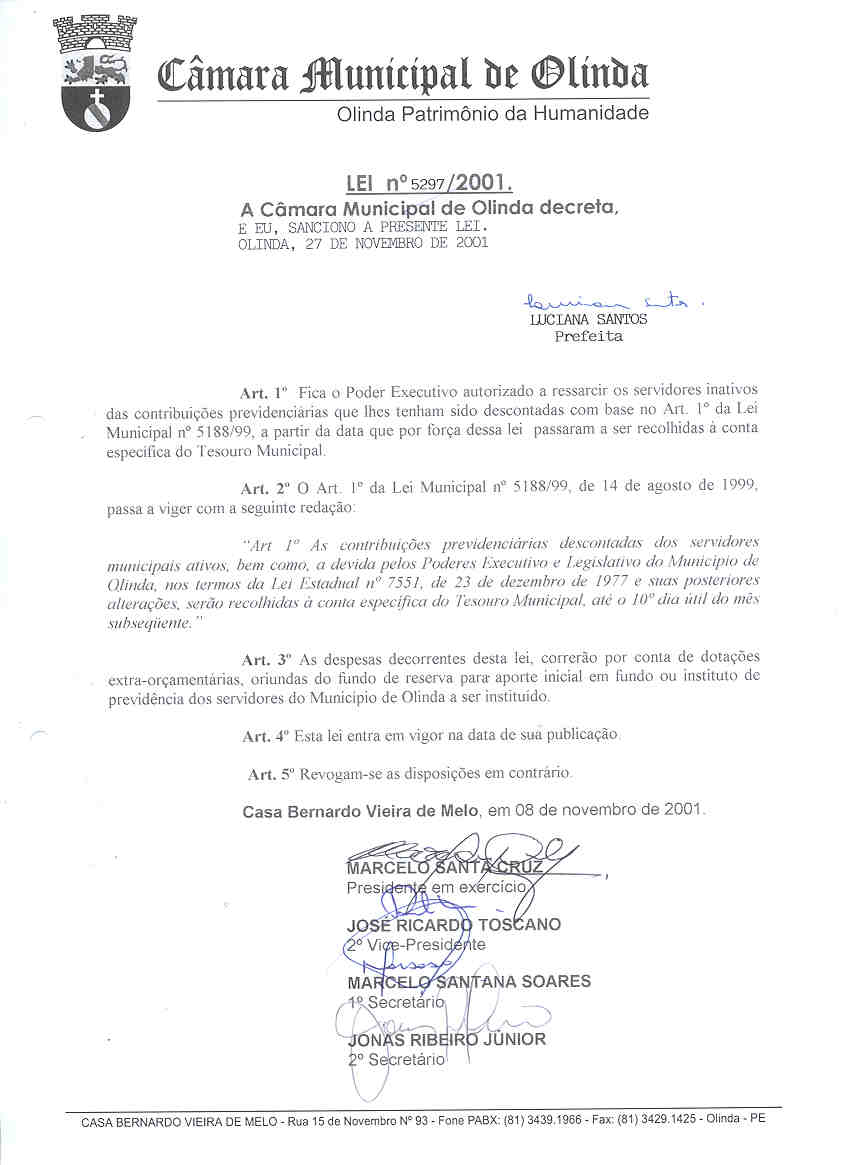 Câmara Municipal de Olinda
Olinda Patrimônio da Humanidade
LEI nº 5297/2001.
A Câmara Municipal de Olinda decreta,
E EU, SANCIONO A PRESENTE LEI.
OLINDA, 27 DE NOVEMBRO DE 2001
Luciana Santos.
LUCIANA SANTOS
Prefeita
Art. 1º Fica o Poder Executivo autorizado a ressarcir os servidores inativos
das contribuições previdenciárias que lhes tenham sido descontadas com base no Art. 1º da Lei
Municipal nº 5188/99, a partir da data que por força dessa lei passaram a ser recolhidas à conta
específica do Tesouro Municipal.
Art. 2º O Art. 1º da Lei Municipal nº 5188/99, de 14 de agosto de 1999,
passa a viger com a seguinte redação:
"Art 1º As contribuições previdenciárias descontadas dos servidores
municipais ativos, bem como, a devida pelos Poderes Executivo e Legislativo do Município de
Olinda, nos termos da Lei Estadual nº 7551, de 23 de dezembro de 1977 e suas posteriores
alterações, serão recolhidas à conta específica do Tesouro Municipal, até o 10º dia útil do mês
subseqüente."
Art. 3º As despesas decorrentes desta lei, correrão por conta de dotações
extra-orçamentárias, oriundas do fundo de reserva para aporte inicial em fundo ou instituto de
previdência dos servidores do Município de Olinda a ser instituído.
Art. 4º Esta lei entra em vigor na data de sua publicação.
Art. 5º Revogam-se as disposições em contrário.
Casa Bernardo Vieira de Melo, em 08 de novembro de 2001.
MARCELO SANTA CRUZ
Presidente em exercício
JOSÉ RICARDO TOSCANO
2º Vice-Presidente
MARCELO SANTANA SOARES
1º Secretário
JONAS RIBEIRO JÚNIOR
2º Secretário
CASA BERNARDO VIEIRA DE MELO - Rua 15 de Novembro Nº 93 - Fone PABX: (81) 3439.1966 - Fax: (81) 3429.1425 - Olinda - PE